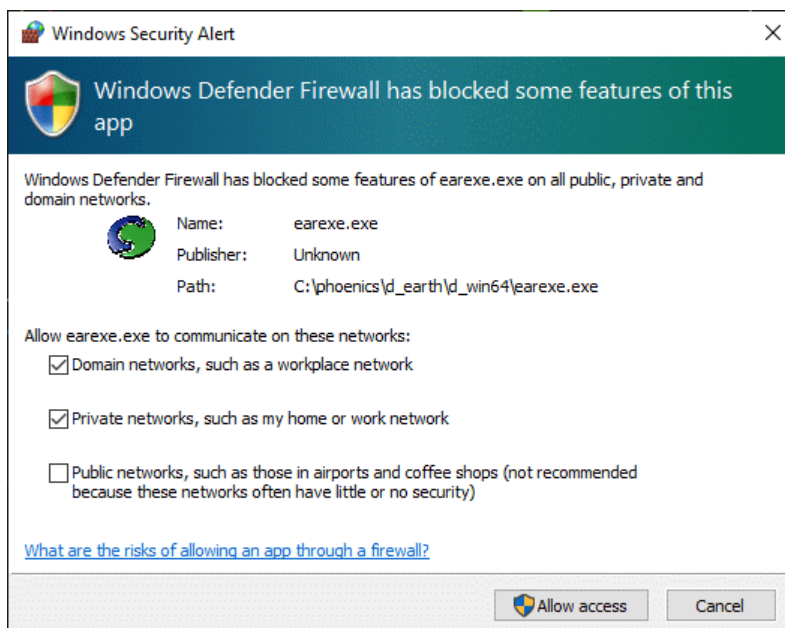 Windows Security Alert
Windows Defender Firewall has blocked some features of this
app
Windows Defender Firewall has blocked some features of earexe.exe on all public, private and
domain networks.
Name: earexe.exe
Publisher: Unknown
Path: C:\phoenics\d_earth\d_win64\earexe.exe
Allow earexe.exe to communicate on these networks:
Domain networks, such as a workplace network
Private networks, such as my home or work network
Public networks, such as those in airports and coffee shops (not recommended
because these networks often have little or no security)
What are the risks of allowing an app through a firewall?
Allow access Cancel